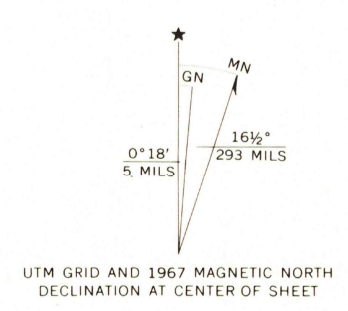 ★
MN
GN
16½°
293 MILS
0°18′
5 MILS
UTM GRID AND 1967 MAGNETIC NORTH
DECLINATION AT CENTER OF SHEET